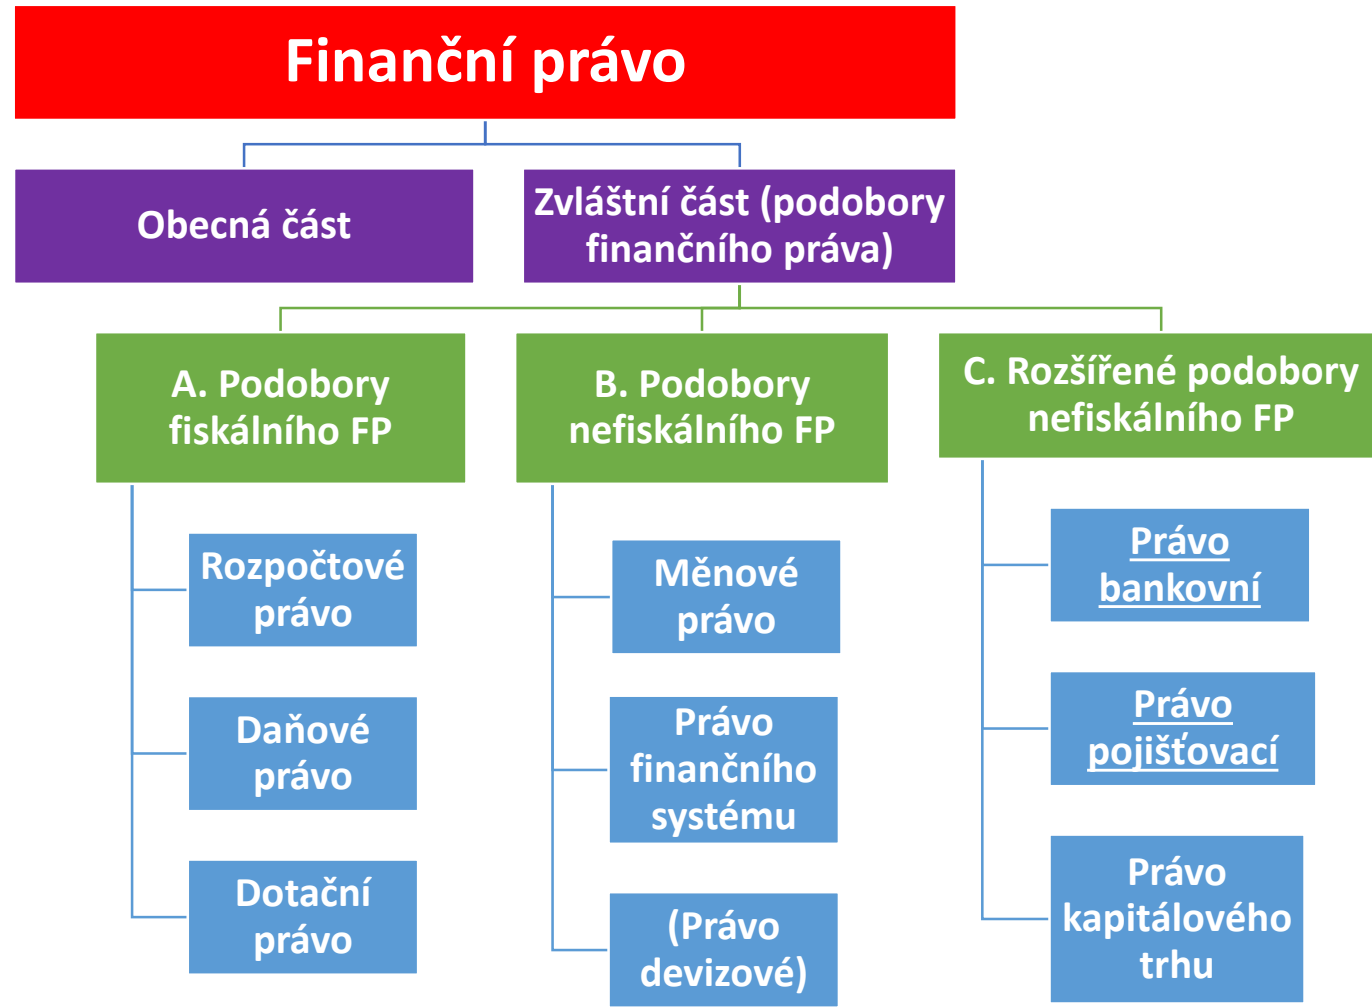 Finanční právo
Obecná část
Zvláštní část (podobory
finančního práva)
A. Podobory
fiskálního FP
B. Podobory
nefiskálního FP
C. Rozšířené podobory
nefiskálního FP
Rozpočtové
právo
Daňové
právo
Dotační
právo
Měnové
právo
Právo
finančního
systému
(Právo
devizové)
Právo
bankovní
Právo
pojišťovací
Právo
kapitálového
trhu